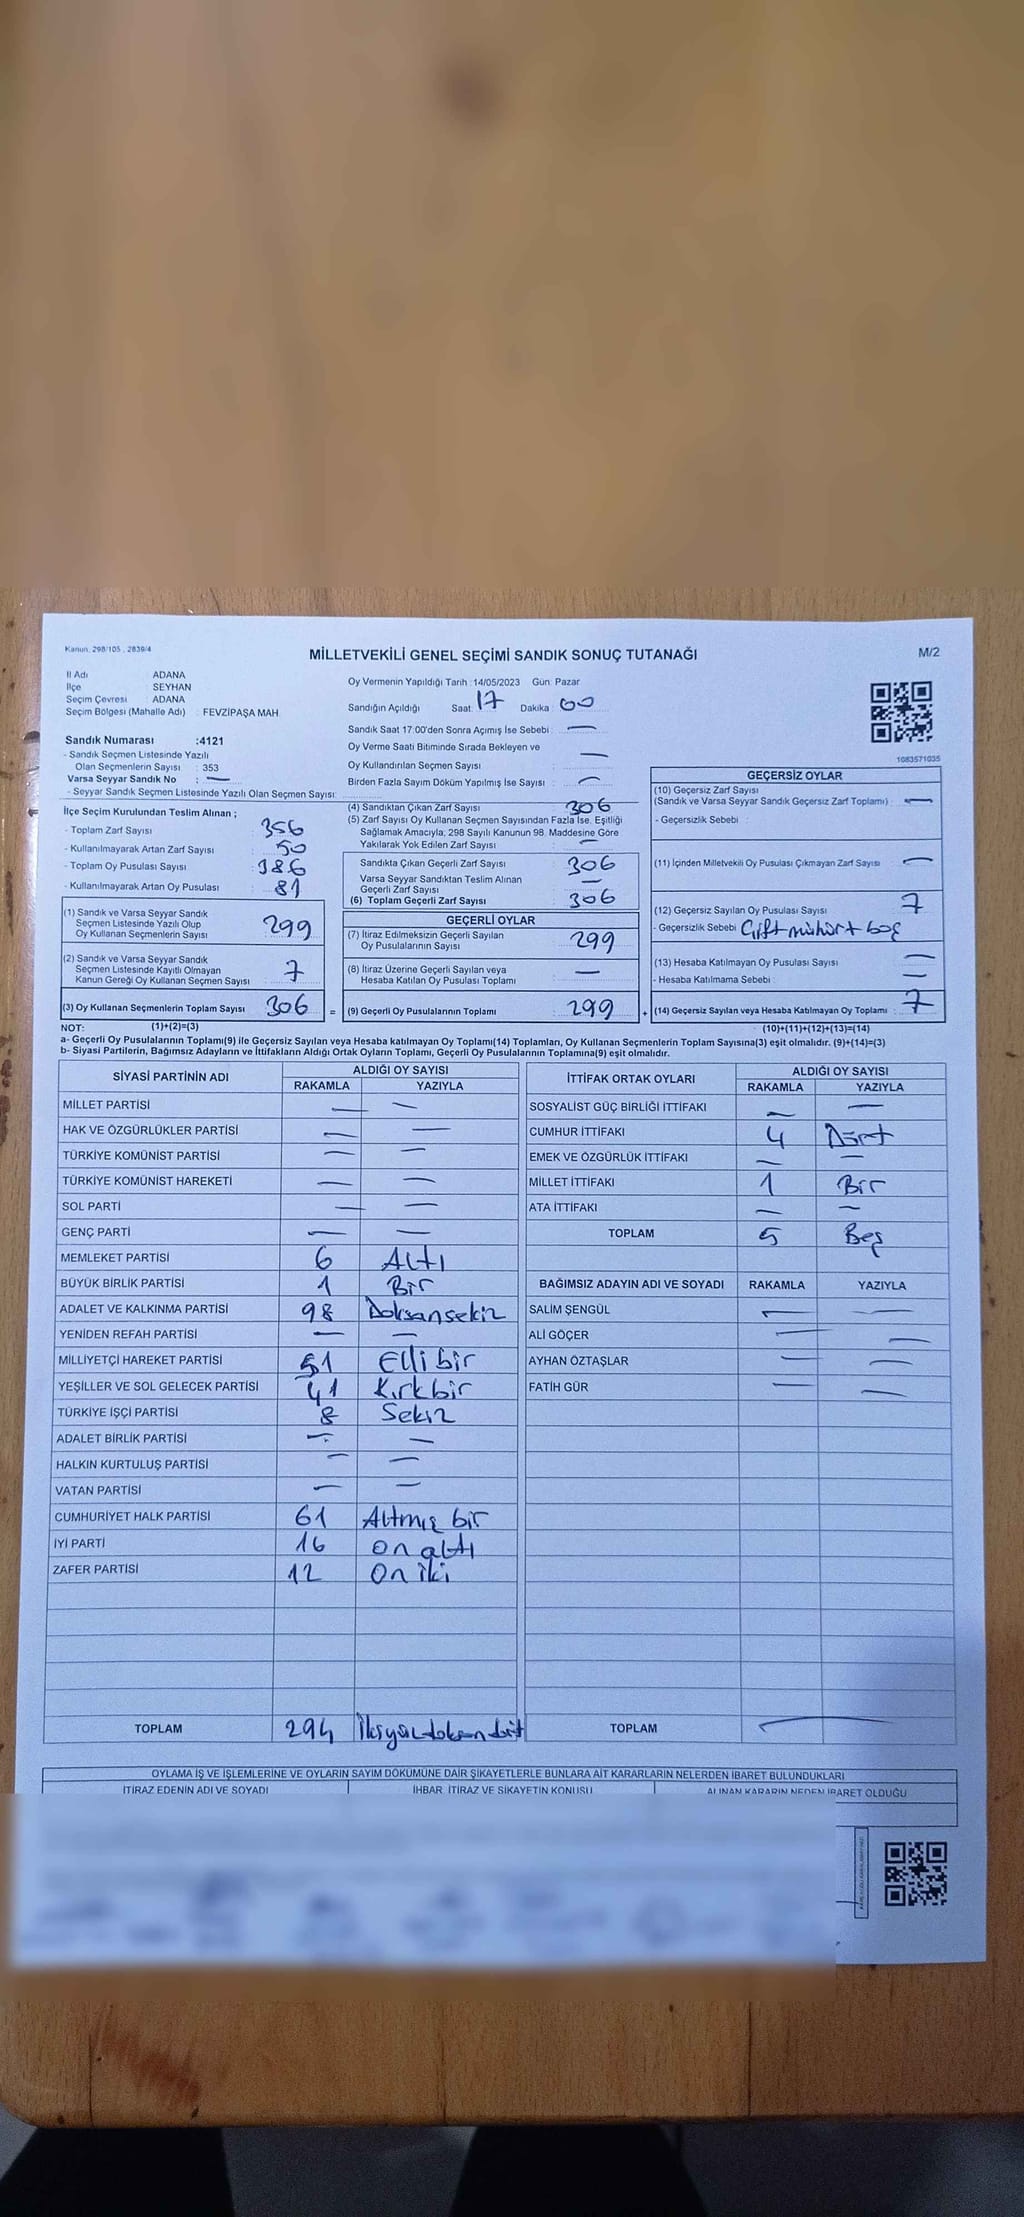 Kanun, 298/105 , 2839/4
MİLLETVEKİLİ GENEL SEÇİMİ SANDIK SONUÇ TUTANAĞI
M/2
İl Adı ADANA
İlçe SEYHAN
Seçim Çevresi : ADANA
Seçim Bölgesi (Mahalle Adı) : FEVZİPAŞA MAH.
Sandık Numarası :4121
- Sandık Seçmen Listesinde Yazılı
Olan Seçmenlerin Sayısı : 353
Varsa Seyyar Sandık No : —
- Seyyar Sandık Seçmen Listesinde Yazılı Olan Seçmen Sayısı:
İlçe Seçim Kurulundan Teslim Alınan ;
- Toplam Zarf Sayısı : 356
- Kullanılmayarak Artan Zarf Sayısı : 50
- Toplam Oy Pusulası Sayısı : 386
- Kullanılmayarak Artan Oy Pusulası : 81
(1) Sandık ve Varsa Seyyar Sandık
Seçmen Listesinde Yazılı Olup
Oy Kullanan Seçmenlerin Sayısı 299
(2) Sandık ve Varsa Seyyar Sandık
Seçmen Listesinde Kayıtlı Olmayan
Kanun Gereği Oy Kullanan Seçmen Sayısı 7
(3) Oy Kullanan Seçmenlerin Toplam Sayısı 306 =
Oy Vermenin Yapıldığı Tarih :14/05/2023 Gün: Pazar
Sandığın Açıldığı Saat: 17 Dakika : 00
Sandık Saat 17:00'den Sonra Açımış İse Sebebi : —
Oy Verme Saati Bitiminde Sırada Bekleyen ve
Oy Kullandırılan Seçmen Sayısı : —
Birden Fazla Sayım Döküm Yapılmış İse Sayısı : —
(4) Sandıktan Çıkan Zarf Sayısı 306
(5) Zarf Sayısı Oy Kullanan Seçmen Sayısından Fazla İse, Eşitliği
Sağlamak Amacıyla; 298 Sayılı Kanunun 98. Maddesine Göre
Yakılarak Yok Edilen Zarf Sayısı : —
Sandıkta Çıkan Geçerli Zarf Sayısı : 306
Varsa Seyyar Sandıktan Teslim Alınan
Geçerli Zarf Sayısı : —
(6) Toplam Geçerli Zarf Sayısı : 306
GEÇERLİ OYLAR
(7) İtiraz Edilmeksizin Geçerli Sayılan
Oy Pusulalarının Sayısı 299
(8) İtiraz Üzerine Geçerli Sayılan veya
Hesaba Katılan Oy Pusulası Toplamı —
(9) Geçerli Oy Pusulalarının Toplamı 299 +
1083571035
GEÇERSİZ OYLAR
(10) Geçersiz Zarf Sayısı
(Sandık ve Varsa Seyyar Sandık Geçersiz Zarf Toplamı) : —
- Geçersizlik Sebebi :
(11) İçinden Milletvekili Oy Pusulası Çıkmayan Zarf Sayısı : —
(12) Geçersiz Sayılan Oy Pusulası Sayısı : 7
- Geçersizlik Sebebi Çift mühür+boş
(13) Hesaba Katılmayan Oy Pusulası Sayısı : —
- Hesaba Katılmama Sebebi : —
(14) Geçersiz Sayılan veya Hesaba Katılmayan Oy Toplamı : 7
NOT: (1)+(2)=(3) (10)+(11)+(12)+(13)=(14)
a- Geçerli Oy Pusulalarının Toplamı(9) ile Geçersiz Sayılan veya Hesaba katılmayan Oy Toplamı(14) Toplamları, Oy Kullanan Seçmenlerin Toplam Sayısına(3) eşit olmalıdır. (9)+(14)=(3)
b- Siyasi Partilerin, Bağımsız Adayların ve İttifakların Aldığı Ortak Oyların Toplamı, Geçerli Oy Pusulalarının Toplamına(9) eşit olmalıdır.
SİYASİ PARTİNİN ADI ALDIĞI OY SAYISI
RAKAMLA YAZIYLA
MİLLET PARTİSİ — —
HAK VE ÖZGÜRLÜKLER PARTİSİ — —
TÜRKİYE KOMÜNİST PARTİSİ — —
TÜRKİYE KOMÜNİST HAREKETİ — —
SOL PARTİ — —
GENÇ PARTİ — —
MEMLEKET PARTİSİ 6 Altı
BÜYÜK BİRLİK PARTİSİ 1 Bir
ADALET VE KALKINMA PARTİSİ 98 Doksansekiz
YENİDEN REFAH PARTİSİ — —
MİLLİYETÇİ HAREKET PARTİSİ 51 Elli bir
YEŞİLLER VE SOL GELECEK PARTİSİ 41 Kırk bir
TÜRKİYE İŞÇİ PARTİSİ 8 Sekiz
ADALET BİRLİK PARTİSİ — —
HALKIN KURTULUŞ PARTİSİ — —
VATAN PARTİSİ — —
CUMHURİYET HALK PARTİSİ 61 Altmış bir
İYİ PARTİ 16 On altı
ZAFER PARTİSİ 12 On iki
TOPLAM 294 İkiyüzdoksandört
İTTİFAK ORTAK OYLARI ALDIĞI OY SAYISI
RAKAMLA YAZIYLA
SOSYALİST GÜÇ BİRLİĞİ İTTİFAKI — —
CUMHUR İTTİFAKI 4 Dört
EMEK VE ÖZGÜRLÜK İTTİFAKI — —
MİLLET İTTİFAKI 1 Bir
ATA İTTİFAKI — —
TOPLAM 5 Beş
BAĞIMSIZ ADAYIN ADI VE SOYADI RAKAMLA YAZIYLA
SALİM ŞENGÜL — —
ALİ GÖÇER — —
AYHAN ÖZTAŞLAR — —
FATİH GÜR — —
TOPLAM —
OYLAMA İŞ VE İŞLEMLERİNE VE OYLARIN SAYIM DÖKÜMÜNE DAİR ŞİKAYETLERLE BUNLARA AİT KARARLARIN NELERDEN İBARET BULUNDUKLARI
İTİRAZ EDENİN ADI VE SOYADI İHBAR, İTİRAZ VE ŞİKAYETİN KONUSU ALINAN KARARIN NEDEN İBARET OLDUĞU